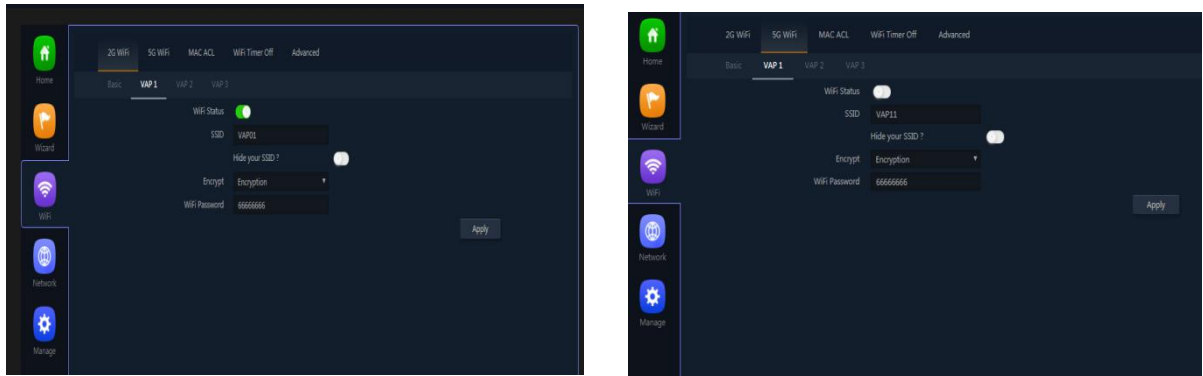 2G WiFi 5G WiFi MAC ACL WiFi Timer Off Advanced
Basic VAP 1 VAP 2 VAP 3
WiFi Status
SSID VAP01
Hide your SSID ?
Encrypt Encryption
WiFi Password 66666666
Apply
Home
Wizard
WiFi
Network
Manage
2G WiFi 5G WiFi MAC ACL WiFi Timer Off Advanced
Basic VAP 1 VAP 2 VAP 3
WiFi Status
SSID VAP11
Hide your SSID ?
Encrypt Encryption
WiFi Password 66666666
Apply
Home
Wizard
WiFi
Network
Manage